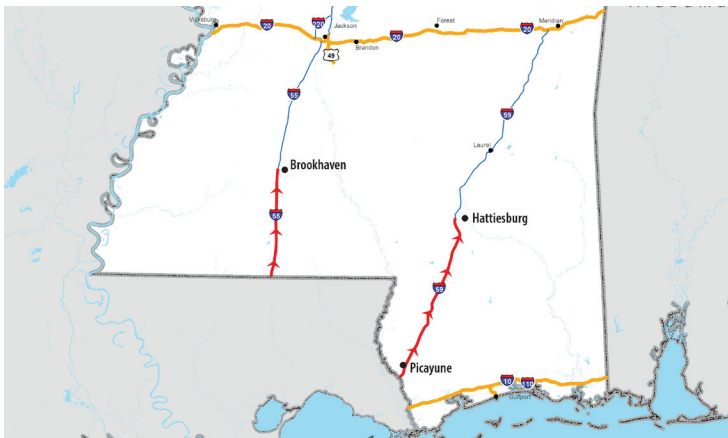 Vicksburg
20
220
Jackson
Forest
Meridian
20
20
20
Brandon
49
55
59
Laurel
Brookhaven
55
Hattiesburg
59
Picayune
10
110
Gulfport